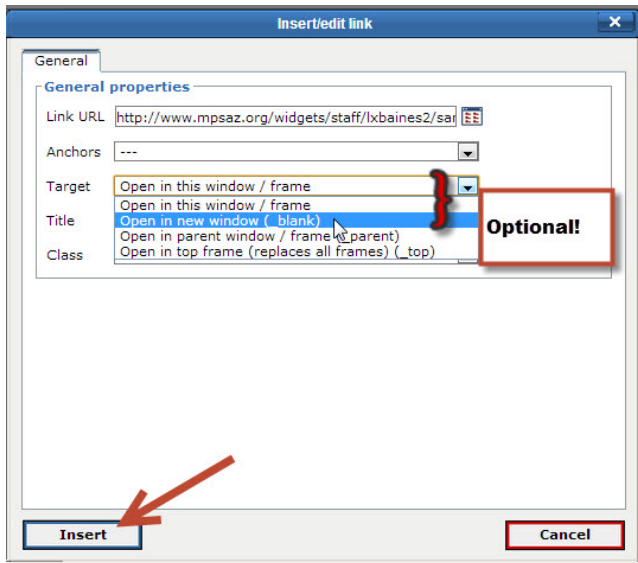 Insert/edit link
General
General properties
Link URL http://www.mpsaz.org/widgets/staff/lxbaines2/sar
Anchors ---
Target Open in this window / frame
Open in this window / frame
Title Open in new window (_blank)
Optional!
Open in parent window / frame (_parent)
Class Open in top frame (replaces all frames) (_top)
Insert Cancel